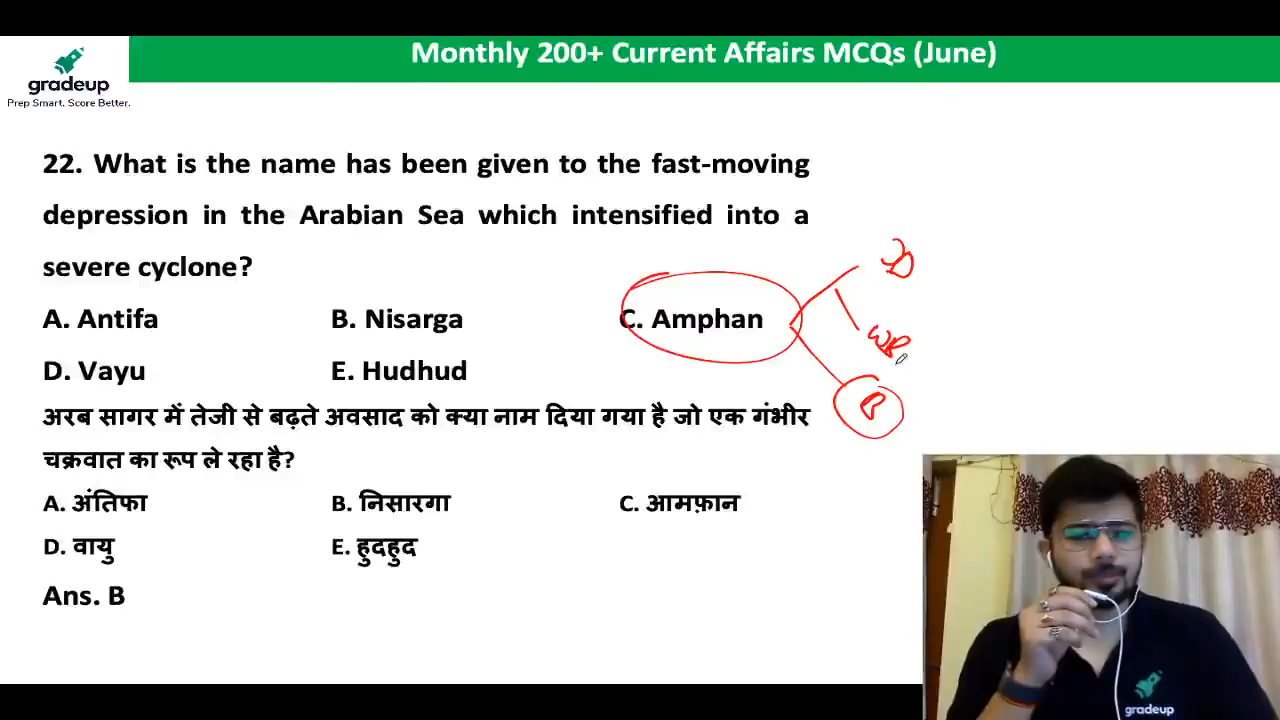 Monthly 200+ Current Affairs MCQs (June)
gradeup
Prep Smart. Score Better.
22. What is the name has been given to the fast-moving
depression in the Arabian Sea which intensified into a
severe cyclone?
A. Antifa B. Nisarga C. Amphan
D. Vayu E. Hudhud
WB
B
अरब सागर में तेजी से बढ़ते अवसाद को क्या नाम दिया गया है जो एक गंभीर
चक्रवात का रूप ले रहा है?
A. अंतिफा B. निसारगा C. आमफ़ान
D. वायु E. हुदहुद
Ans. B
gradeup